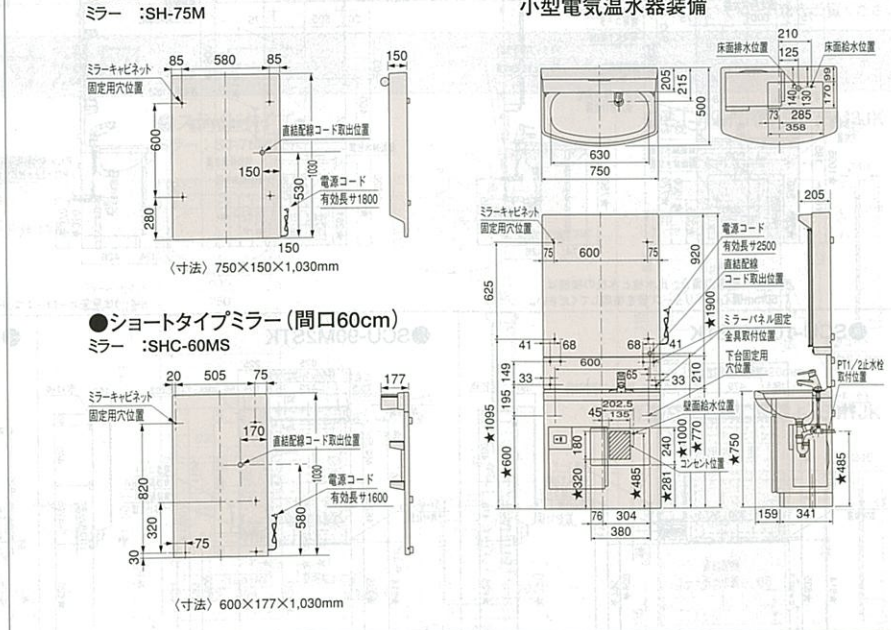 ミラー :SH-75M
85 580 85
150
ミラーキャビネット
固定用穴位置
600
280
直結配線コード取出位置
150
530
1030
電源コード
有効長サ1800
150
〈寸法〉750×150×1,030mm
●ショートタイプミラー(間口60cm)
ミラー :SHC-60MS
20 505 75
177
ミラーキャビネット
固定用穴位置
170
直結配線コード取出位置
1030
電源コード
有効長サ1600
820
320
580
75
30
〈寸法〉600×177×1,030mm
小型電気温水器装備
210
床面排水位置
125
床面給水位置
205
215
500
140
130
170
99
73 285
358
630
750
205
ミラーキャビネット
固定用穴位置
75 600 75
920
電源コード
有効長サ2500
直結配線
コード取出位置
625
★1900
ミラーパネル固定
金具取付位置
41 68 68 41
600
下台固定用
穴位置
PT1/2止水栓
取付位置
149
33 65 33
210
195
202.5
壁面給水位置
45 135
★1095
★600
180
240
★1000
★770
★750
コンセント位置
★320
★485
★281
★485
76 304
380
159 341